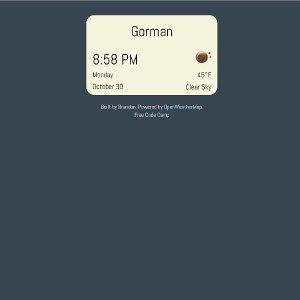 Gorman
8:58 PM
Monday 45°F
October 30 Clear Sky
Built by Brandon. Powered by OpenWeatherMap.
Free Code Camp